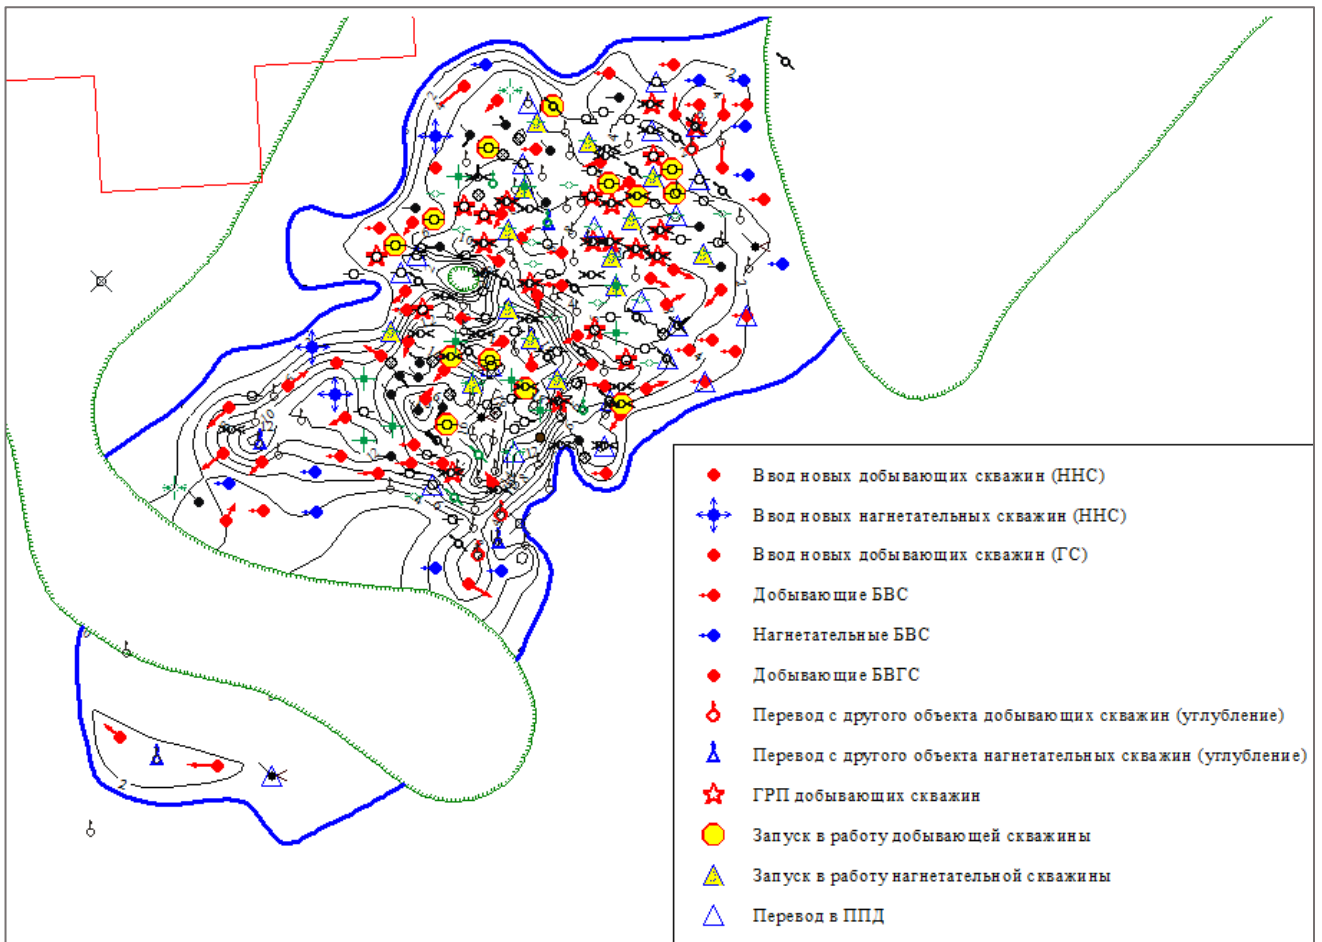 Ввод новых добывающих скважин (ННС)
Ввод новых нагнетательных скважин (ННС)
Ввод новых добывающих скважин (ГС)
Добывающие БВС
Нагнетательные БВС
Добывающие БВГС
Перевод с другого объекта добывающих скважин (углубление)
Перевод с другого объекта нагнетательных скважин (углубление)
ГРП добывающих скважин
Запуск в работу добывающей скважины
Запуск в работу нагнетательной скважины
Перевод в ППД
2